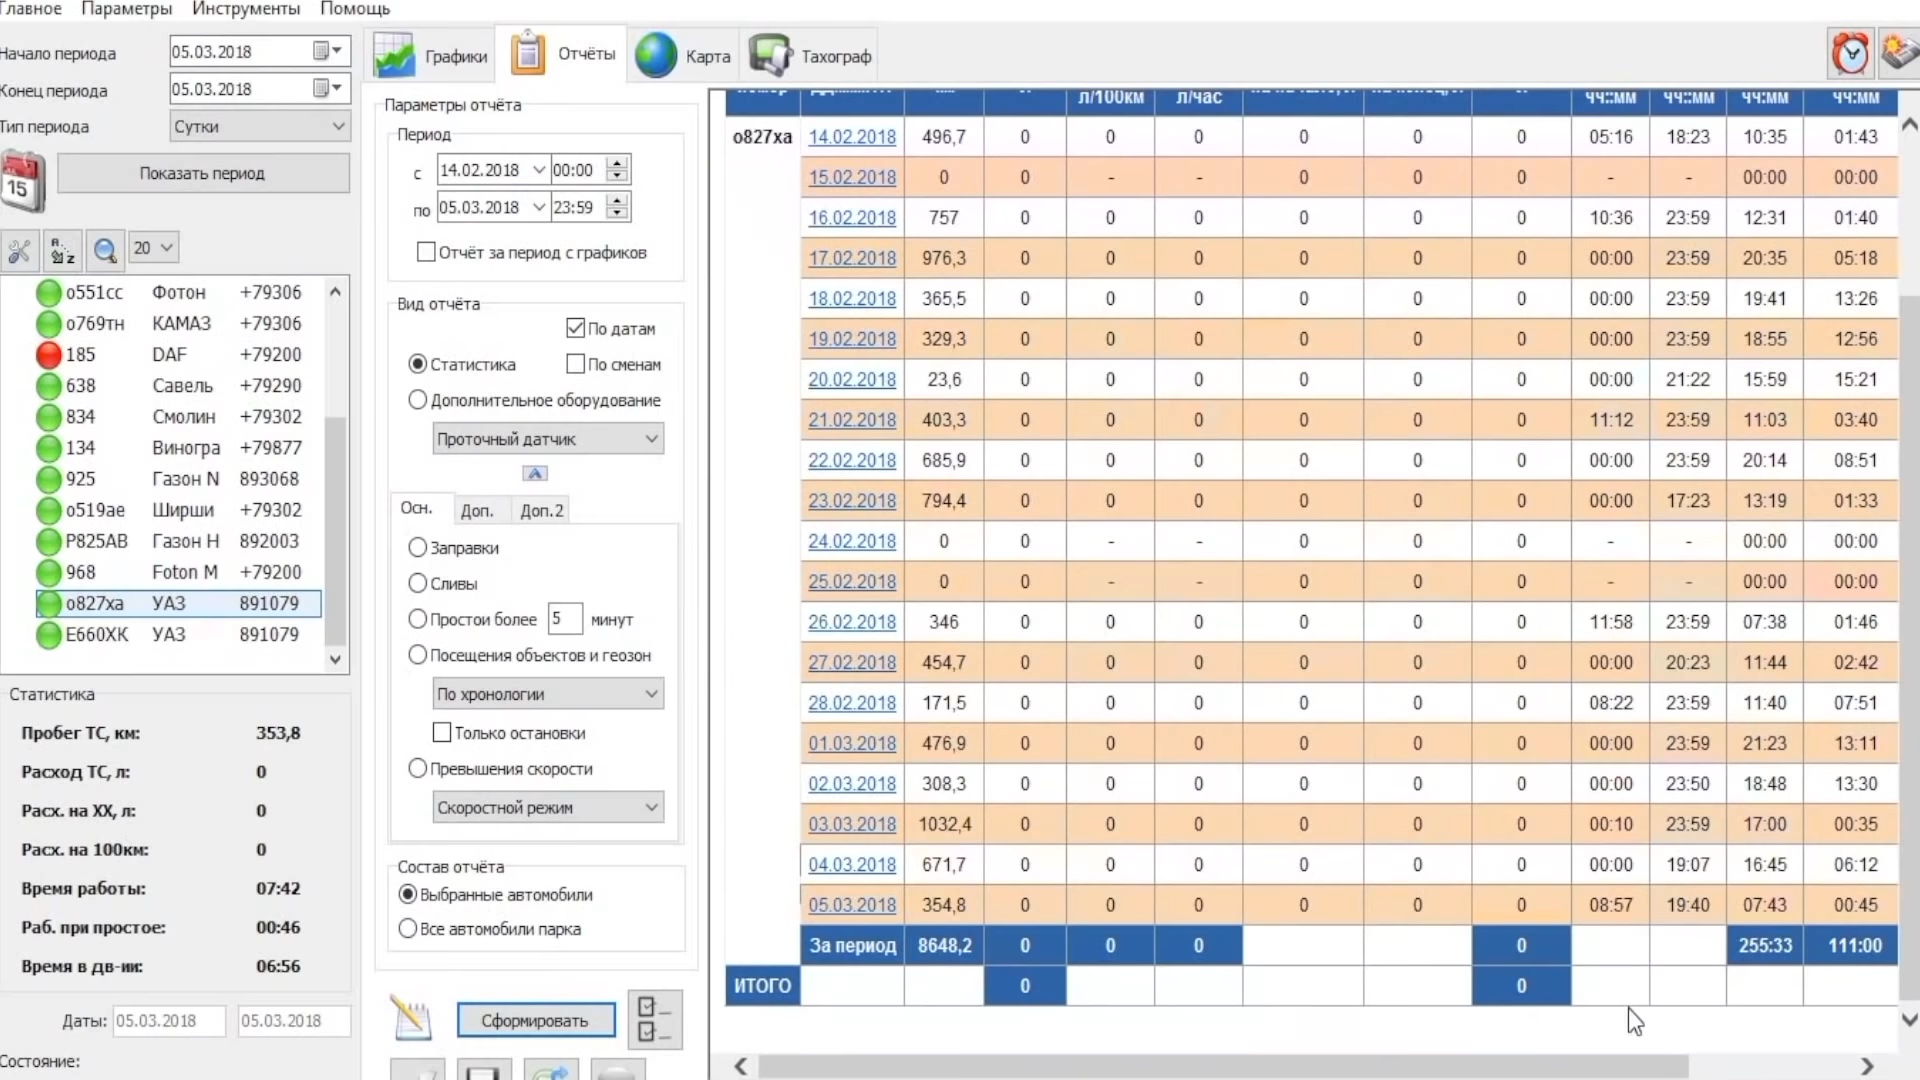 Главное Параметры Инструменты Помощь
Начало периода 05.03.2018
Конец периода 05.03.2018
Тип периода Сутки
15 Показать период
20
о551сс Фотон +79306
о769тн КАМАЗ +79306
185 DAF +79200
638 Савель +79290
834 Смолин +79302
134 Виногра +79877
925 Газон N 893068
о519ае Ширши +79302
Р825АВ Газон Н 892003
968 Foton М +79200
о827ха УАЗ 891079
Е660ХК УАЗ 891079
Статистика
Пробег ТС, км: 353,8
Расход ТС, л: 0
Расх. на ХХ, л: 0
Расх. на 100км: 0
Время работы: 07:42
Раб. при простое: 00:46
Время в дв-ии: 06:56
Даты: 05.03.2018 05.03.2018
Состояние:
Графики Отчёты Карта Тахограф
Параметры отчёта
Период
с 14.02.2018 00:00
по 05.03.2018 23:59
Отчёт за период с графиков
Вид отчёта
По датам
Статистика По сменам
Дополнительное оборудование
Проточный датчик
Осн. Доп. Доп.2
Заправки
Сливы
Простои более 5 минут
Посещения объектов и геозон
По хронологии
Только остановки
Превышения скорости
Скоростной режим
Состав отчёта
Выбранные автомобили
Все автомобили парка
Сформировать
л/100км л/час чч::мм чч::мм чч:мм чч:мм
о827ха 14.02.2018 496,7 0 0 0 0 0 0 05:16 18:23 10:35 01:43
15.02.2018 0 0 - - 0 0 0 - - 00:00 00:00
16.02.2018 757 0 0 0 0 0 0 10:36 23:59 12:31 01:40
17.02.2018 976,3 0 0 0 0 0 0 00:00 23:59 20:35 05:18
18.02.2018 365,5 0 0 0 0 0 0 00:00 23:59 19:41 13:26
19.02.2018 329,3 0 0 0 0 0 0 00:00 23:59 18:55 12:56
20.02.2018 23,6 0 0 0 0 0 0 00:00 21:22 15:59 15:21
21.02.2018 403,3 0 0 0 0 0 0 11:12 23:59 11:03 03:40
22.02.2018 685,9 0 0 0 0 0 0 00:00 23:59 20:14 08:51
23.02.2018 794,4 0 0 0 0 0 0 00:00 17:23 13:19 01:33
24.02.2018 0 0 - - 0 0 0 - - 00:00 00:00
25.02.2018 0 0 - - 0 0 0 - - 00:00 00:00
26.02.2018 346 0 0 0 0 0 0 11:58 23:59 07:38 01:46
27.02.2018 454,7 0 0 0 0 0 0 00:00 20:23 11:44 02:42
28.02.2018 171,5 0 0 0 0 0 0 08:22 23:59 11:40 07:51
01.03.2018 476,9 0 0 0 0 0 0 00:00 23:59 21:23 13:11
02.03.2018 308,3 0 0 0 0 0 0 00:00 23:50 18:48 13:30
03.03.2018 1032,4 0 0 0 0 0 0 00:10 23:59 17:00 00:35
04.03.2018 671,7 0 0 0 0 0 0 00:00 19:07 16:45 06:12
05.03.2018 354,8 0 0 0 0 0 0 08:57 19:40 07:43 00:45
За период 8648,2 0 0 0 0 255:33 111:00
ИТОГО 0 0